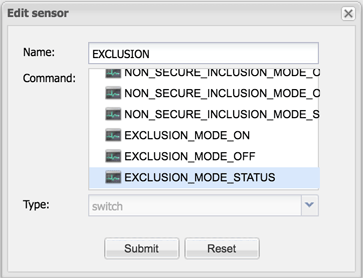 Edit sensor
Name: EXCLUSION
Command:
NON_SECURE_INCLUSION_MODE_O
NON_SECURE_INCLUSION_MODE_O
NON_SECURE_INCLUSION_MODE_S
EXCLUSION_MODE_ON
EXCLUSION_MODE_OFF
EXCLUSION_MODE_STATUS
Type: switch
Submit Reset